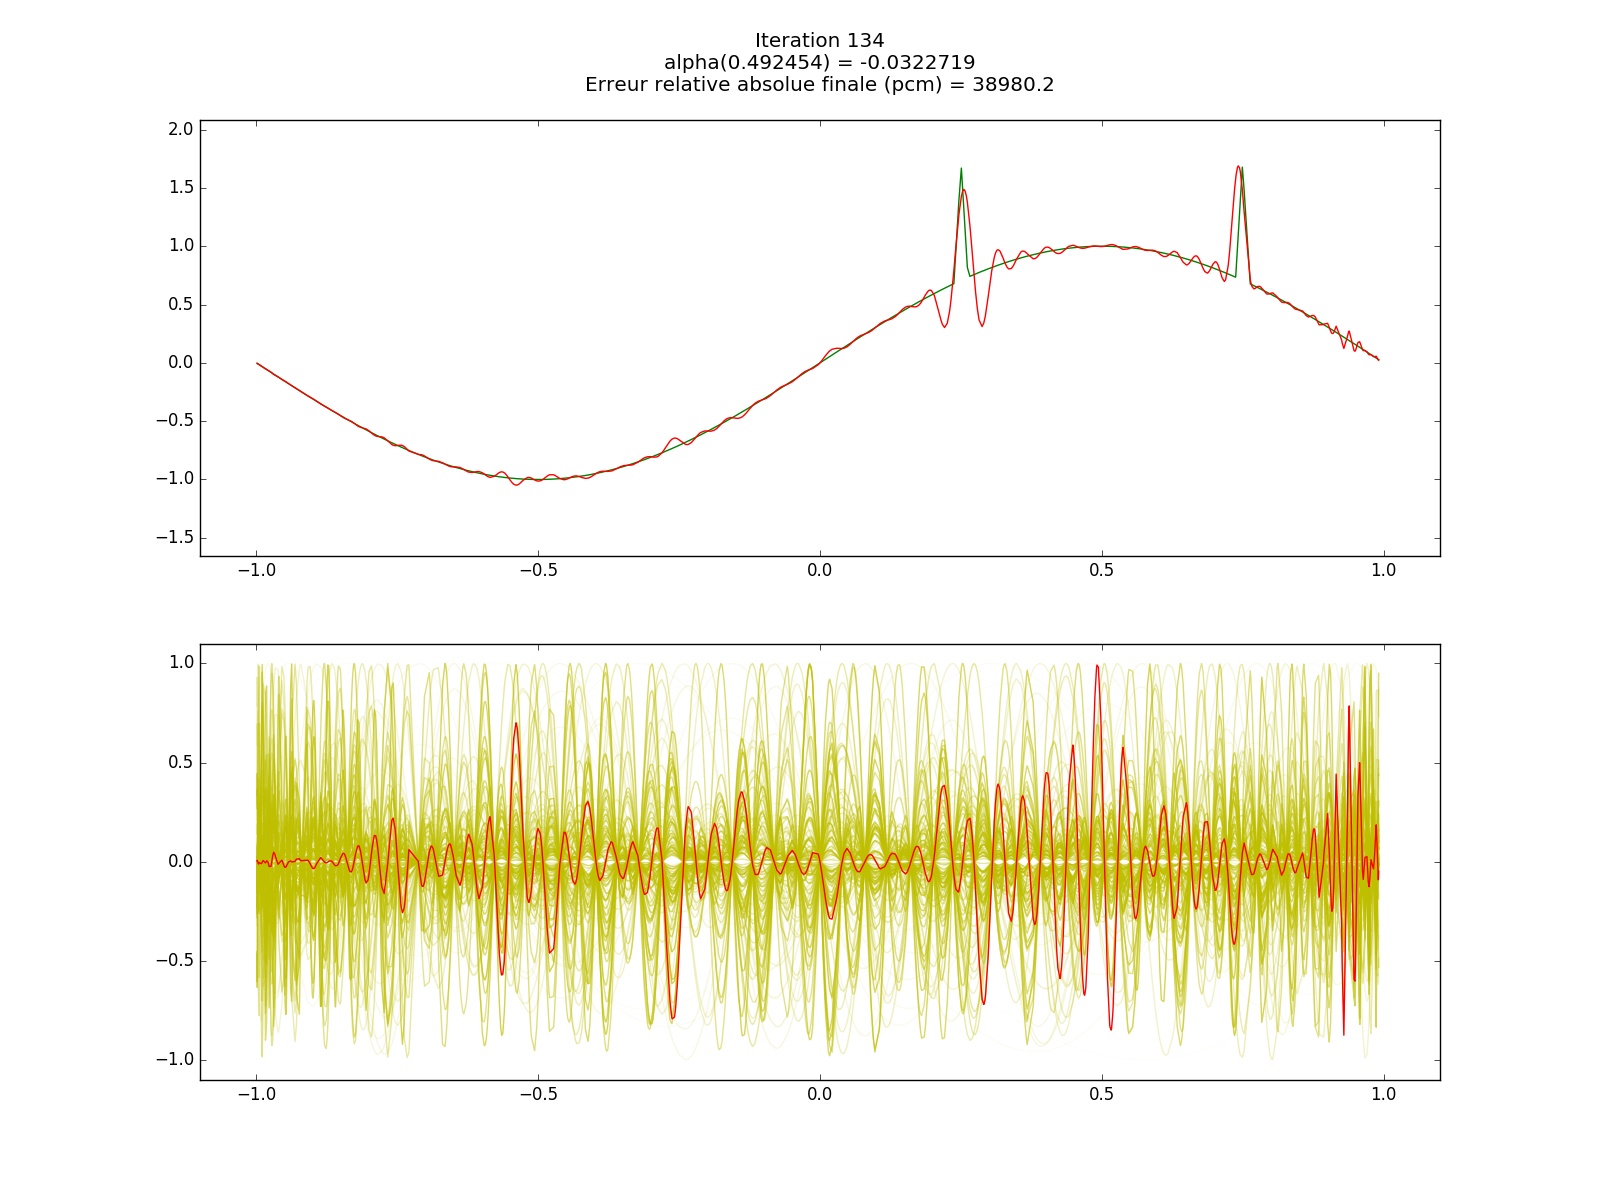 Iteration 134
alpha(0.492454) = -0.0322719
Erreur relative absolue finale (pcm) = 38980.2
2.0
1.5
1.0
0.5
0.0
−0.5
−1.0
−1.5
−1.0 −0.5 0.0 0.5 1.0
1.0
0.5
0.0
−0.5
−1.0
−1.0 −0.5 0.0 0.5 1.0